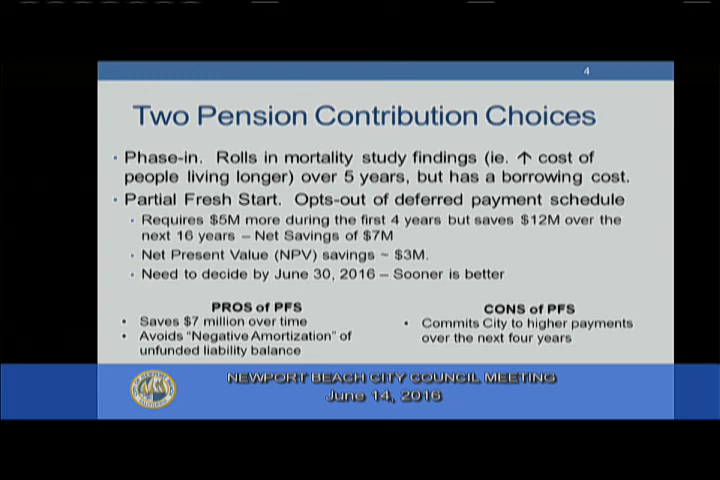 4
Two Pension Contribution Choices
• Phase-in. Rolls in mortality study findings (ie. ↑ cost of
people living longer) over 5 years, but has a borrowing cost.
• Partial Fresh Start. Opts-out of deferred payment schedule
• Requires $5M more during the first 4 years but saves $12M over the
next 16 years – Net Savings of $7M
• Net Present Value (NPV) savings ~ $3M.
• Need to decide by June 30, 2016 – Sooner is better
PROS of PFS
• Saves $7 million over time
• Avoids “Negative Amortization” of
unfunded liability balance
CONS of PFS
• Commits City to higher payments
over the next four years
NEWPORT BEACH CITY COUNCIL MEETING
June 14, 2016